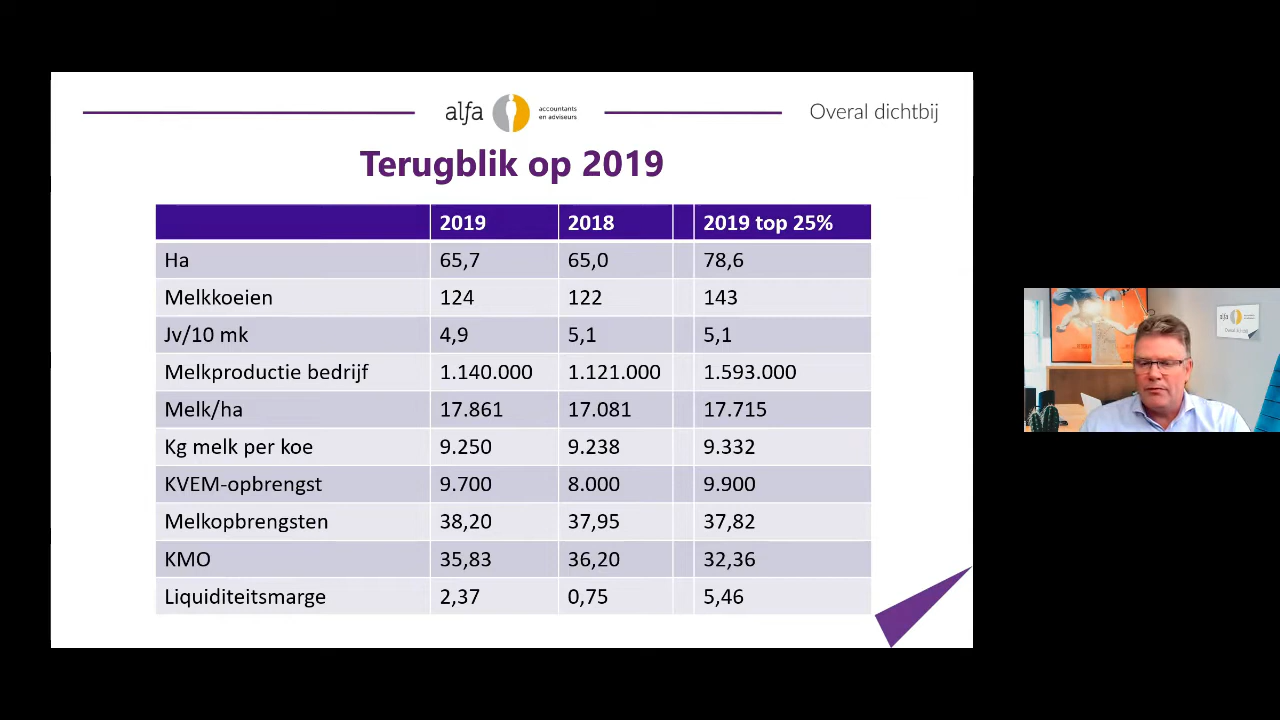 alfa accountants en adviseurs
Overal dichtbij
Terugblik op 2019
2019 2018 2019 top 25%
Ha 65,7 65,0 78,6
Melkkoeien 124 122 143
Jv/10 mk 4,9 5,1 5,1
Melkproductie bedrijf 1.140.000 1.121.000 1.593.000
Melk/ha 17.861 17.081 17.715
Kg melk per koe 9.250 9.238 9.332
KVEM-opbrengst 9.700 8.000 9.900
Melkopbrengsten 38,20 37,95 37,82
KMO 35,83 36,20 32,36
Liquiditeitsmarge 2,37 0,75 5,46
alfa